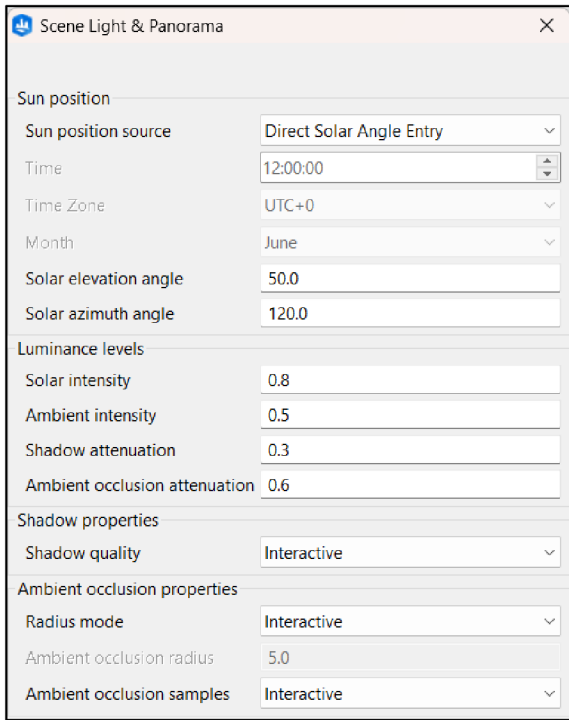 Scene Light & Panorama
Sun position
Sun position source Direct Solar Angle Entry
Time 12:00:00
Time Zone UTC+0
Month June
Solar elevation angle 50.0
Solar azimuth angle 120.0
Luminance levels
Solar intensity 0.8
Ambient intensity 0.5
Shadow attenuation 0.3
Ambient occlusion attenuation 0.6
Shadow properties
Shadow quality Interactive
Ambient occlusion properties
Radius mode Interactive
Ambient occlusion radius 5.0
Ambient occlusion samples Interactive